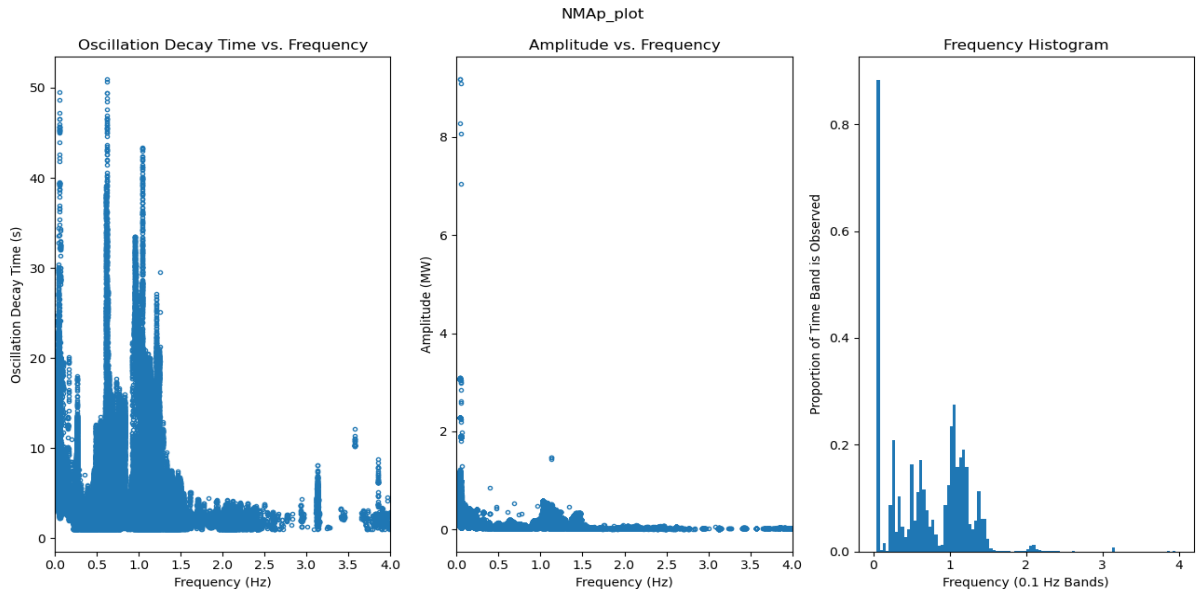 NMAp_plot
Oscillation Decay Time vs. Frequency
Oscillation Decay Time (s)
50
40
30
20
10
0
0.0 0.5 1.0 1.5 2.0 2.5 3.0 3.5 4.0
Frequency (Hz)
Amplitude vs. Frequency
Amplitude (MW)
8
6
4
2
0
0.0 0.5 1.0 1.5 2.0 2.5 3.0 3.5 4.0
Frequency (Hz)
Frequency Histogram
Proportion of Time Band is Observed
0.8
0.6
0.4
0.2
0.0
0 1 2 3 4
Frequency (0.1 Hz Bands)